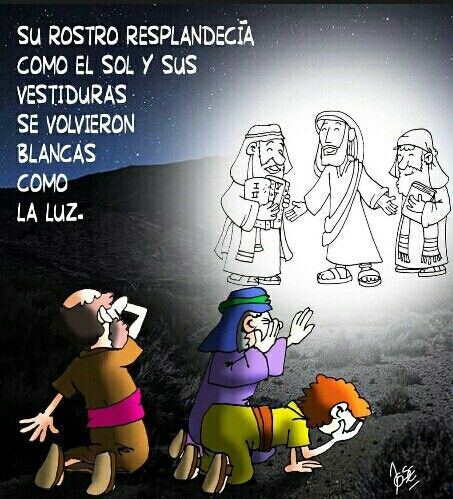 SU ROSTRO RESPLANDECÍA
COMO EL SOL Y SUS
VESTIDURAS
SE VOLVIERON
BLANCAS
COMO
LA LUZ.